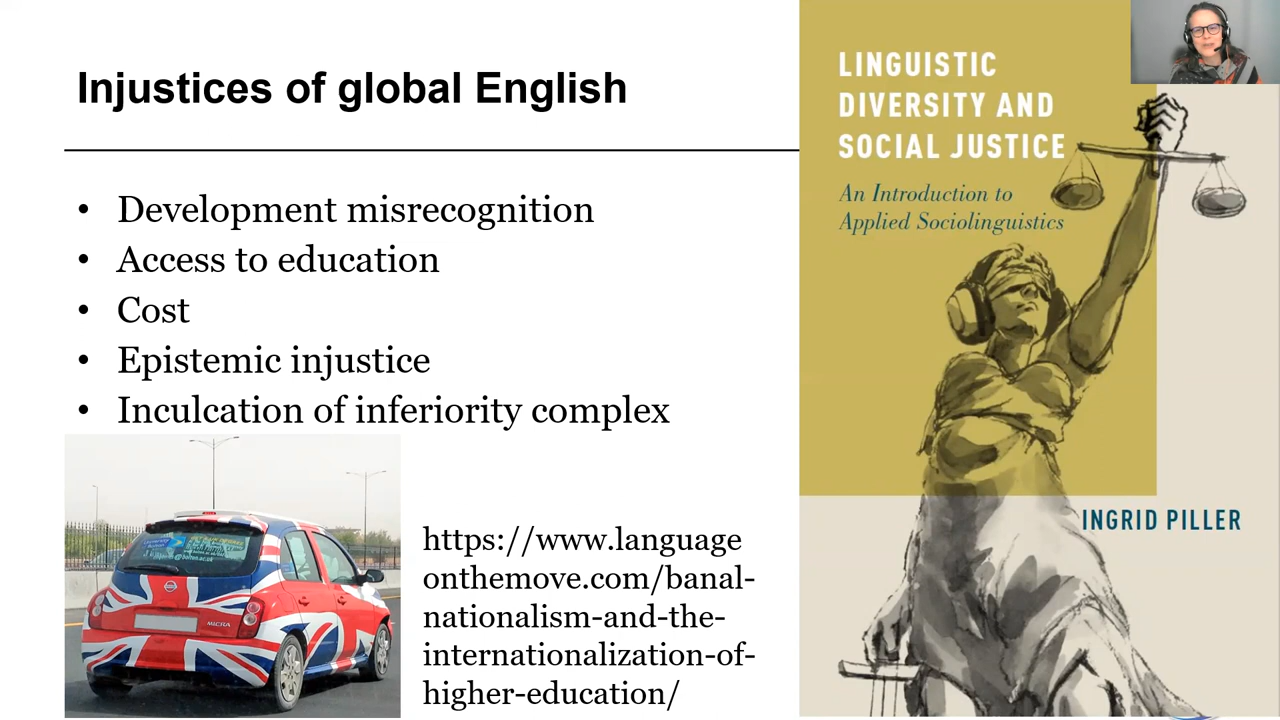 Injustices of global English
• Development misrecognition
• Access to education
• Cost
• Epistemic injustice
• Inculcation of inferiority complex
https://www.language
onthemove.com/banal-
nationalism-and-the-
internationalization-of-
higher-education/
MICRA
LINGUISTIC
DIVERSITY AND
SOCIAL JUSTICE
An Introduction to
Applied Sociolinguistics
INGRID PILLER